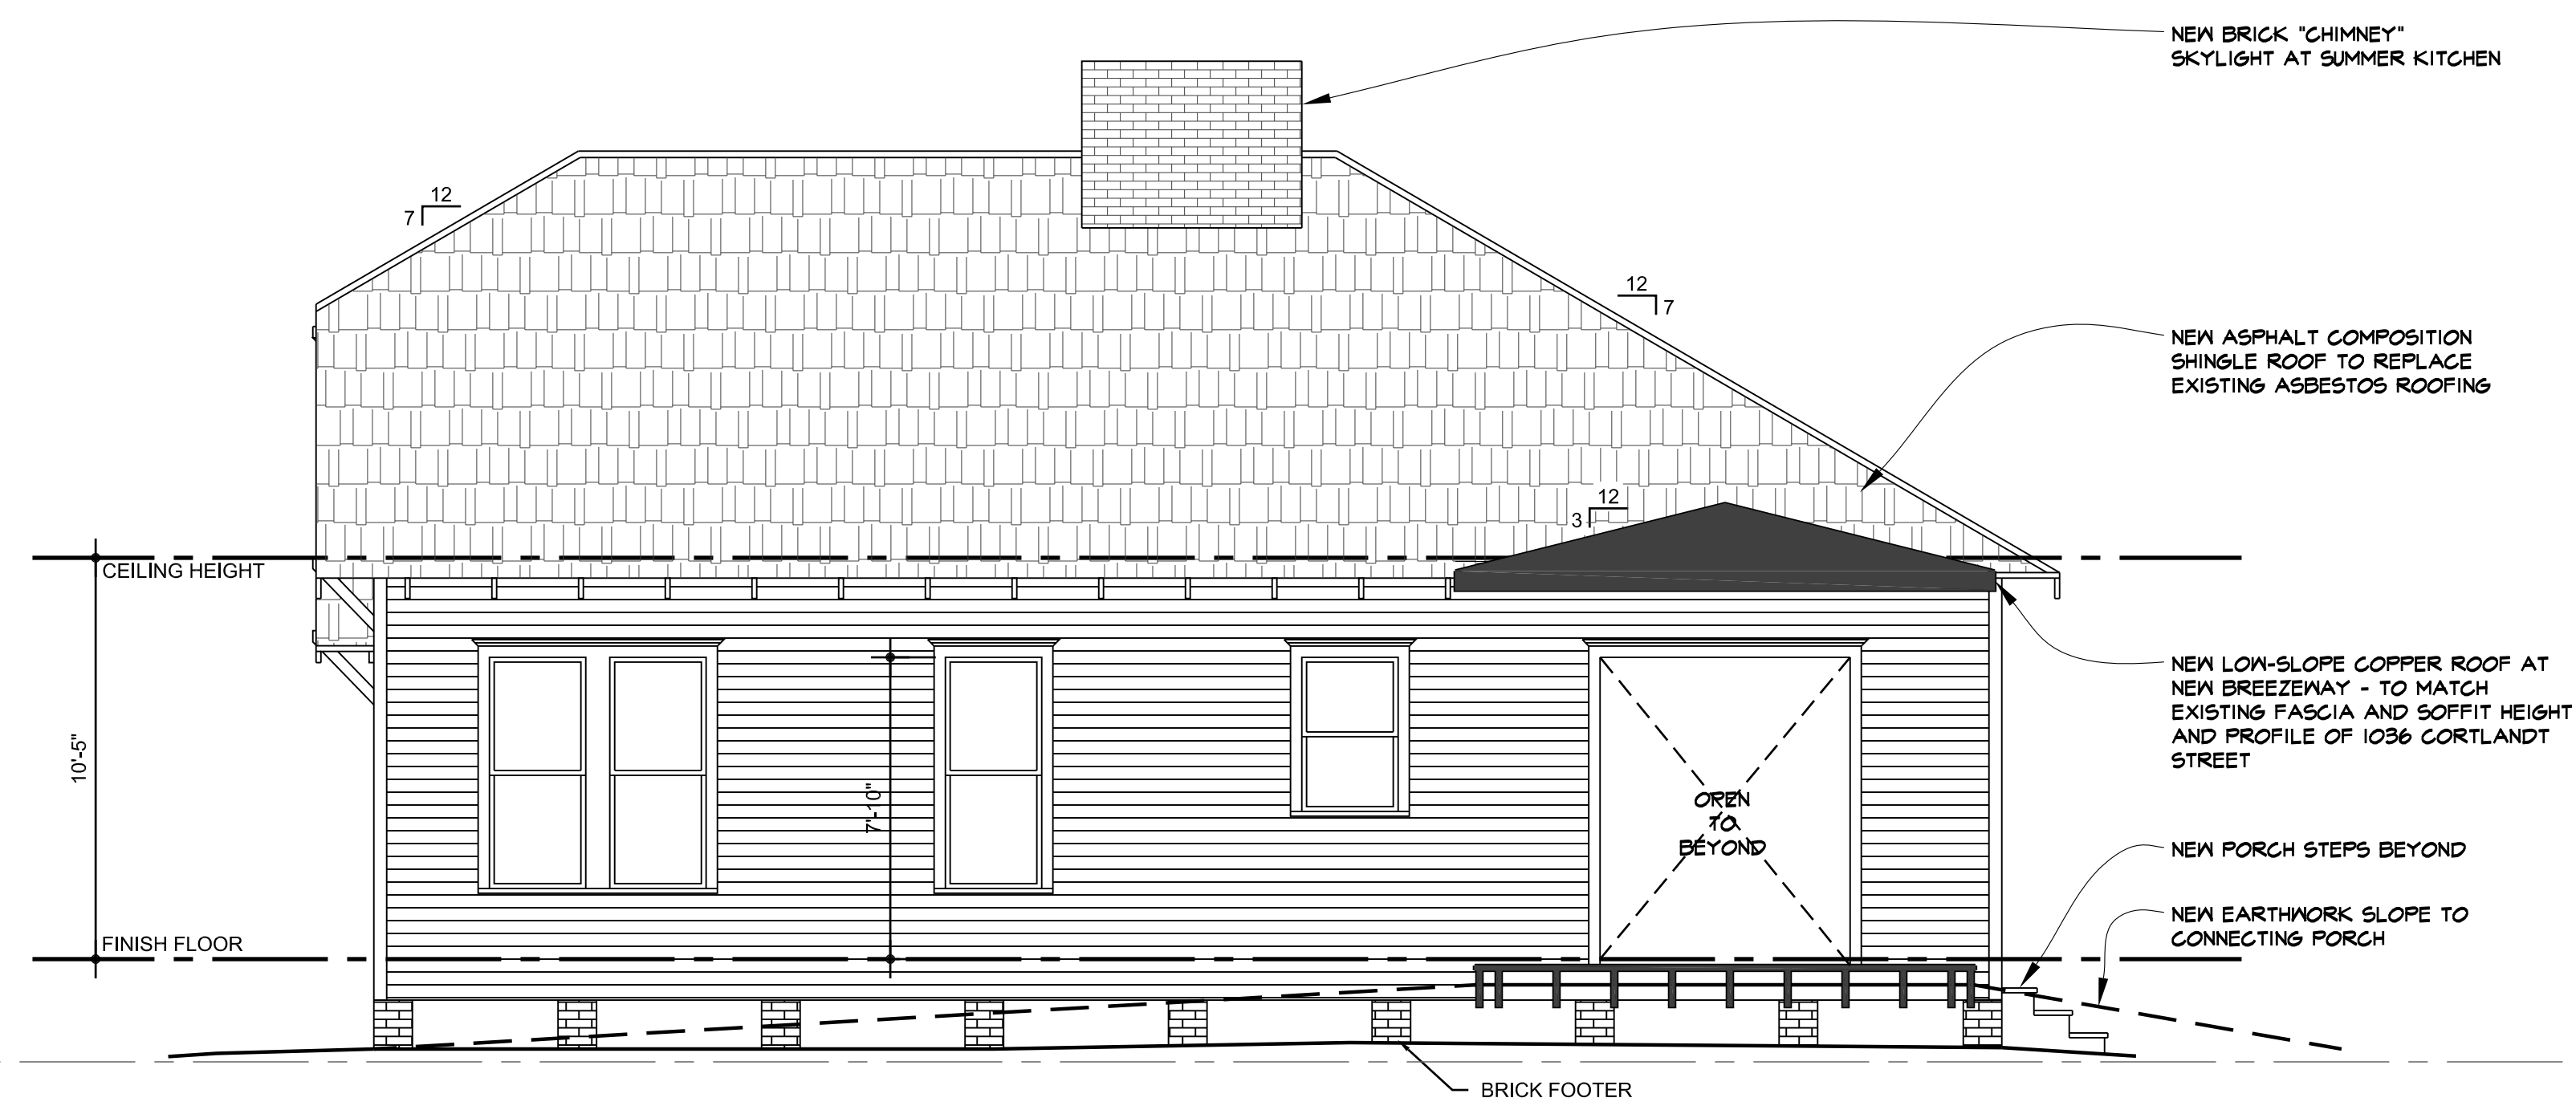 NEW BRICK "CHIMNEY"
SKYLIGHT AT SUMMER KITCHEN
12
7
12
7
NEW ASPHALT COMPOSITION
SHINGLE ROOF TO REPLACE
EXISTING ASBESTOS ROOFING
12
3
CEILING HEIGHT
NEW LOW-SLOPE COPPER ROOF AT
NEW BREEZEWAY - TO MATCH
EXISTING FASCIA AND SOFFIT HEIGHT
AND PROFILE OF 1036 CORTLANDT
STREET
10'-5"
7'-10"
OPEN
TO
BEYOND
NEW PORCH STEPS BEYOND
NEW EARTHWORK SLOPE TO
CONNECTING PORCH
FINISH FLOOR
BRICK FOOTER